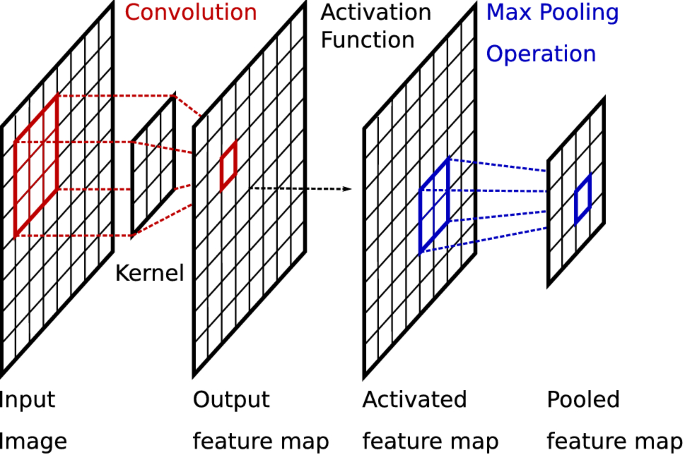 Convolution
Activation
Function
Max Pooling
Operation
Kernel
Input
Image
Output
feature map
Activated
feature map
Pooled
feature map